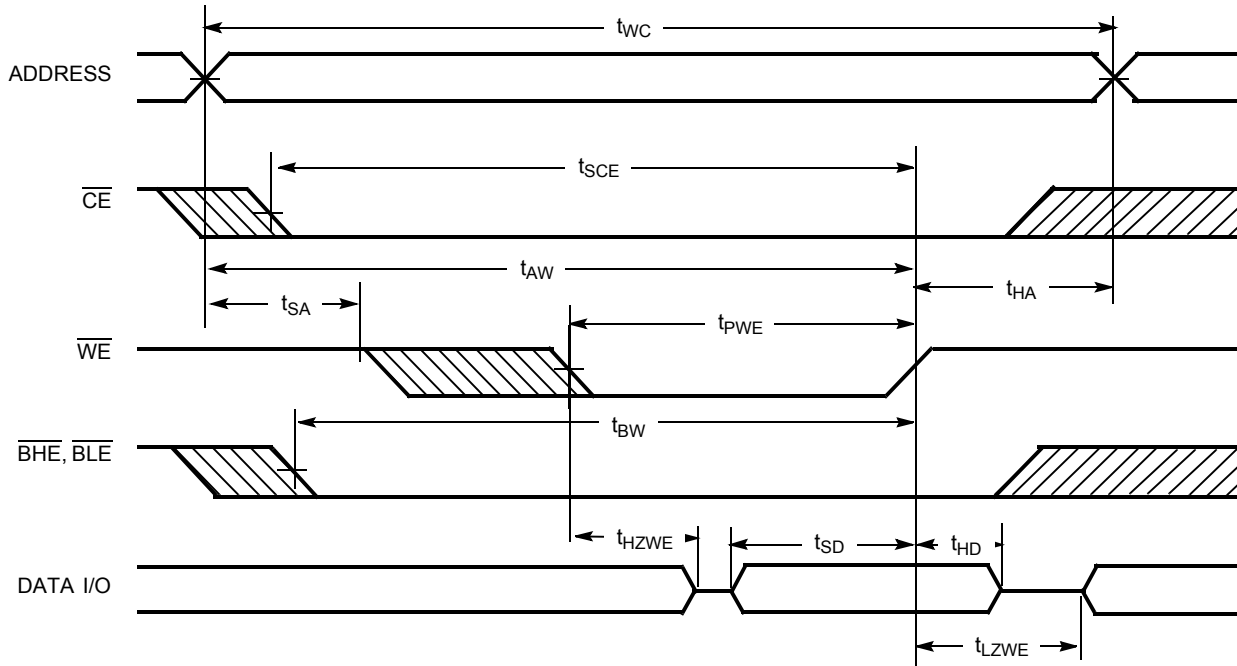 tWC
ADDRESS
tSCE
CE
tAW
tSA
tHA
tPWE
WE
tBW
BHE, BLE
tHZWE
tSD
tHD
DATA I/O
tLZWE